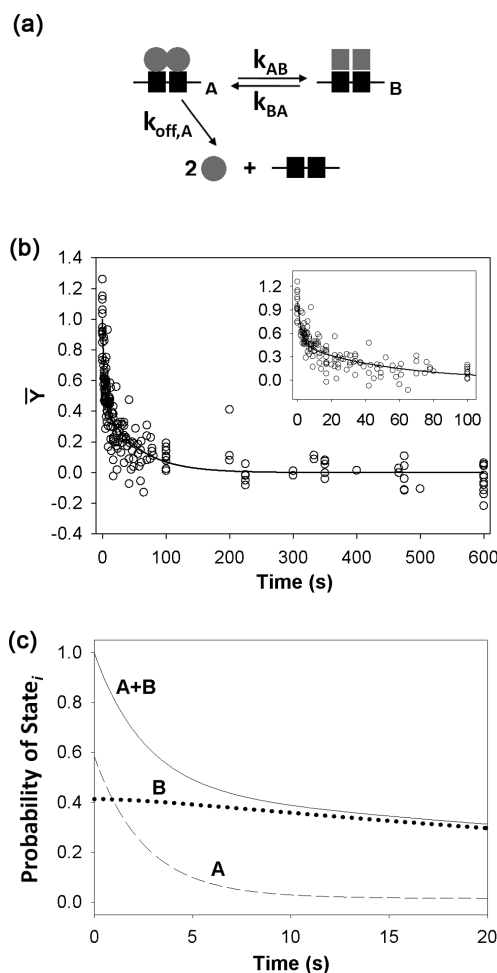 (a)
k_AB
A
k_BA
B
k_off,A
2 +
(b)
1.4
1.2
1.0
0.8
0.6
0.4
0.2
0.0
-0.2
-0.4
Y̅
1.2
0.9
0.6
0.3
0.0
0 20 40 60 80 100
0 100 200 300 400 500 600
Time (s)
(c)
1.0
0.8
0.6
0.4
0.2
0.0
Probability of State_i
A+B
B
A
0 5 10 15 20
Time (s)